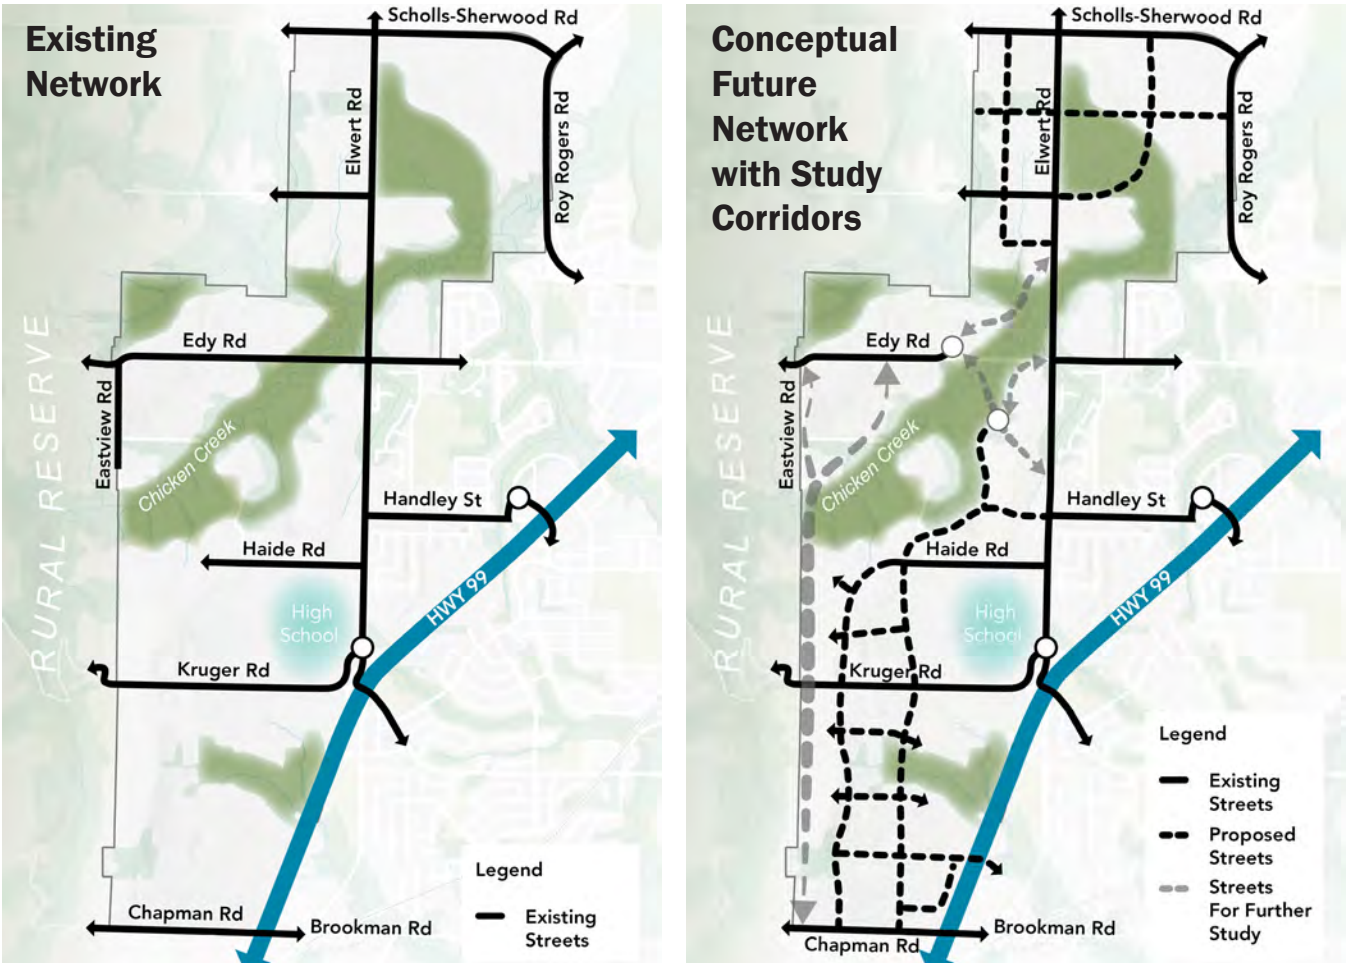 Existing
Network
Scholls-Sherwood Rd
Elwert Rd
Roy Rogers Rd
Edy Rd
Eastview Rd
RURAL RESERVE
Chicken Creek
Handley St
Haide Rd
HWY 99
High
School
Kruger Rd
Chapman Rd
Brookman Rd
Legend
Existing
Streets
Conceptual
Future
Network
with Study
Corridors
Scholls-Sherwood Rd
Elwert Rd
Roy Rogers Rd
Edy Rd
Eastview Rd
RURAL RESERVE
Chicken Creek
Handley St
Haide Rd
HWY 99
High
School
Kruger Rd
Chapman Rd
Brookman Rd
Legend
Existing
Streets
Proposed
Streets
Streets
For Further
Study